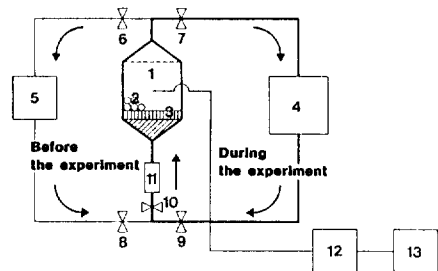 6 7
1
5 2 3 4
Before
the experiment
During
the experiment
11
10
8 9
12 13